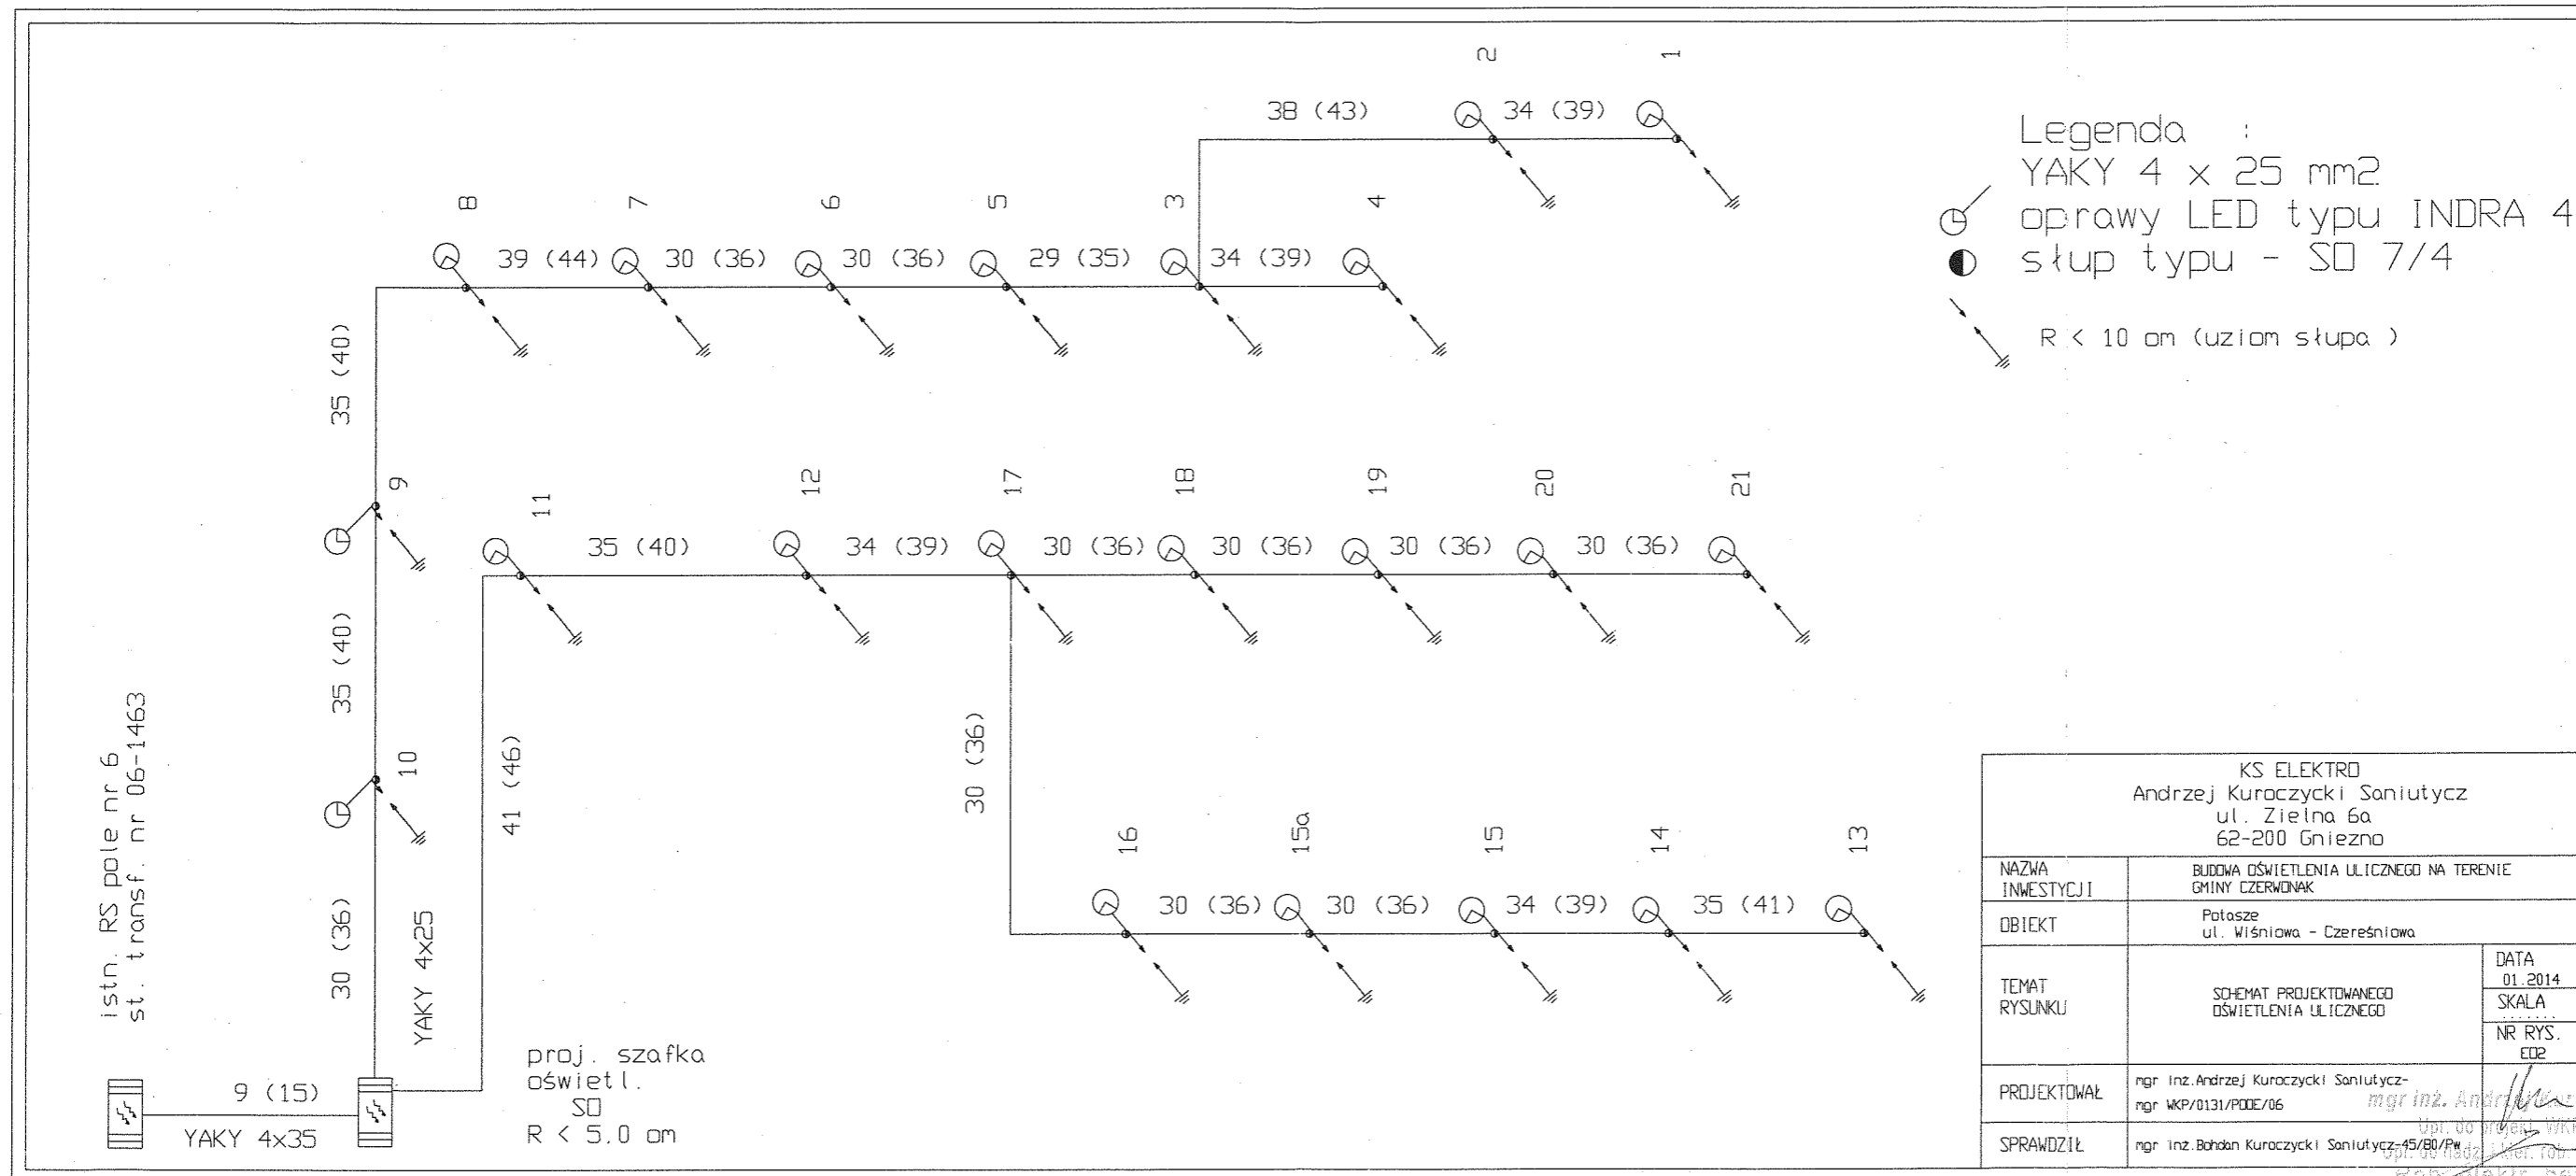 2
1
38 (43)
34 (39)
Legenda :
YAKY 4 x 25 mm2
oprawy LED typu INDRA 4
słup typu - SO 7/4
R < 10 om (uziom słupa )
8
7
6
5
3
4
39 (44)
30 (36)
30 (36)
29 (35)
34 (39)
35 (40)
9
11
12
17
18
19
20
21
35 (40)
34 (39)
30 (36)
30 (36)
30 (36)
30 (36)
35 (40)
10
41 (46)
30 (36)
istn. RS pole nr 6
st. transf. nr 06-1463
16
15a
15
14
13
30 (36)
30 (36)
34 (39)
35 (41)
30 (36)
YAKY 4x25
proj. szafka
oświetl.
SO
R < 5.0 om
9 (15)
YAKY 4x35
KS ELEKTRO
Andrzej Kuroczycki Saniutycz
ul. Zielna 6a
62-200 Gniezno
NAZWA
INWESTYCJI
BUDOWA OŚWIETLENIA ULICZNEGO NA TERENIE
GMINY CZERWONAK
OBIEKT
Potasze
ul. Wiśniowa - Czereśniowa
TEMAT
RYSUNKU
SCHEMAT PROJEKTOWANEGO
OŚWIETLENIA ULICZNEGO
DATA
01.2014
SKALA
.......
NR RYS.
E02
PROJEKTOWAŁ
mgr inż.Andrzej Kuroczycki Saniutycz-
mgr WKP/0131/POOE/06
mgr inż.
SPRAWDZIŁ
mgr inż.Bohdan Kuroczycki Saniutycz-45/80/Pw